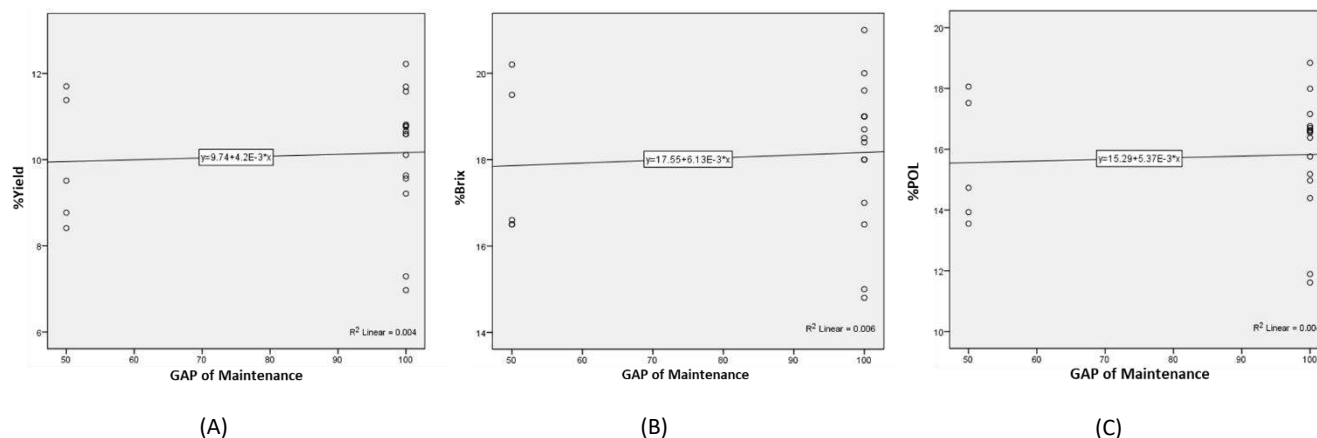 %Yield
12
10
8
6
y=9.74+4.2E-3*x
R² Linear = 0.004
50 60 70 80 90 100
GAP of Maintenance
(A)
%Brix
20
18
16
14
y=17.55+6.13E-3*x
R² Linear = 0.006
50 60 70 80 90 100
GAP of Maintenance
(B)
%POL
20
18
16
14
12
10
y=15.29+5.37E-3*x
R² Linear =
50 60 70 80 90 100
GAP of Maintenance
(C)